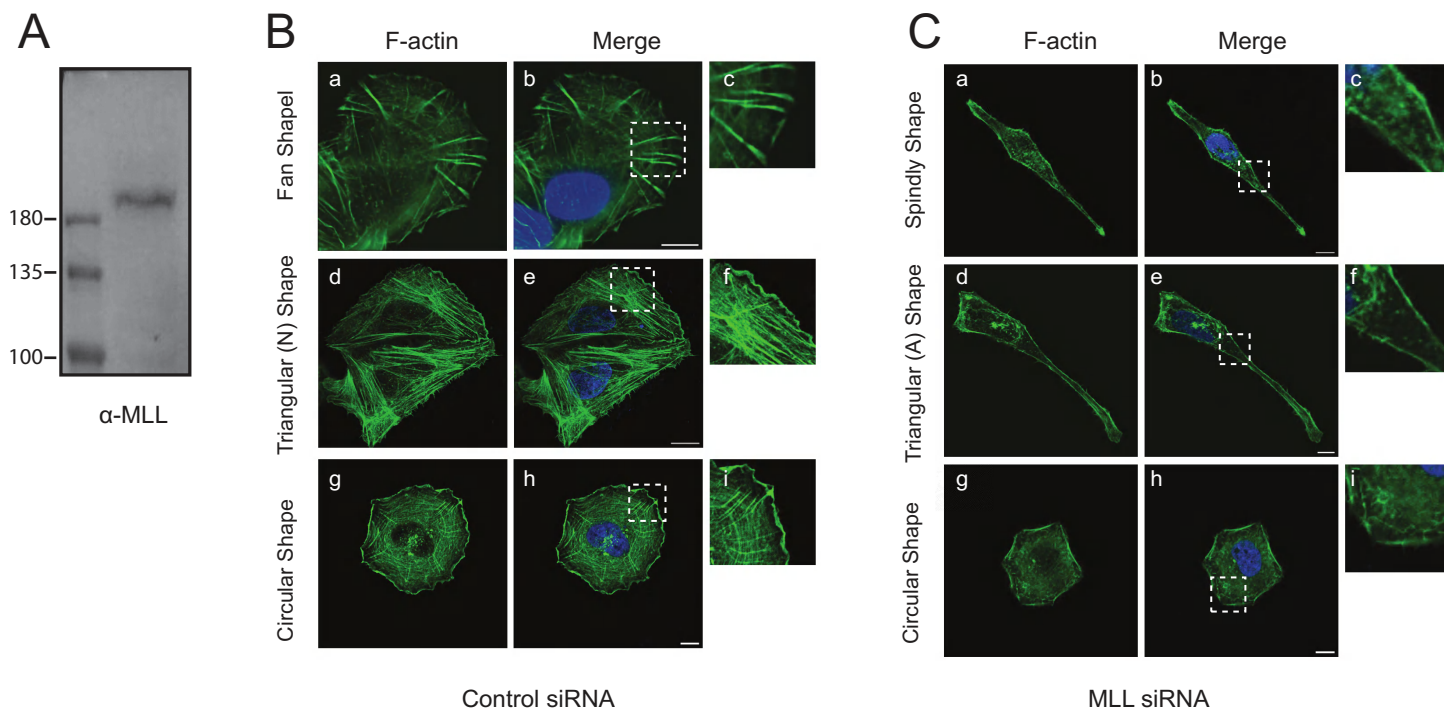 A
180
135
100
α-MLL
B
F-actin Merge
Fan Shapel
a b c
Triangular (N) Shape
d e f
Circular Shape
g h i
Control siRNA
C
F-actin Merge
Spindly Shape
a b c
Triangular (A) Shape
d e f
Circular Shape
g h i
MLL siRNA